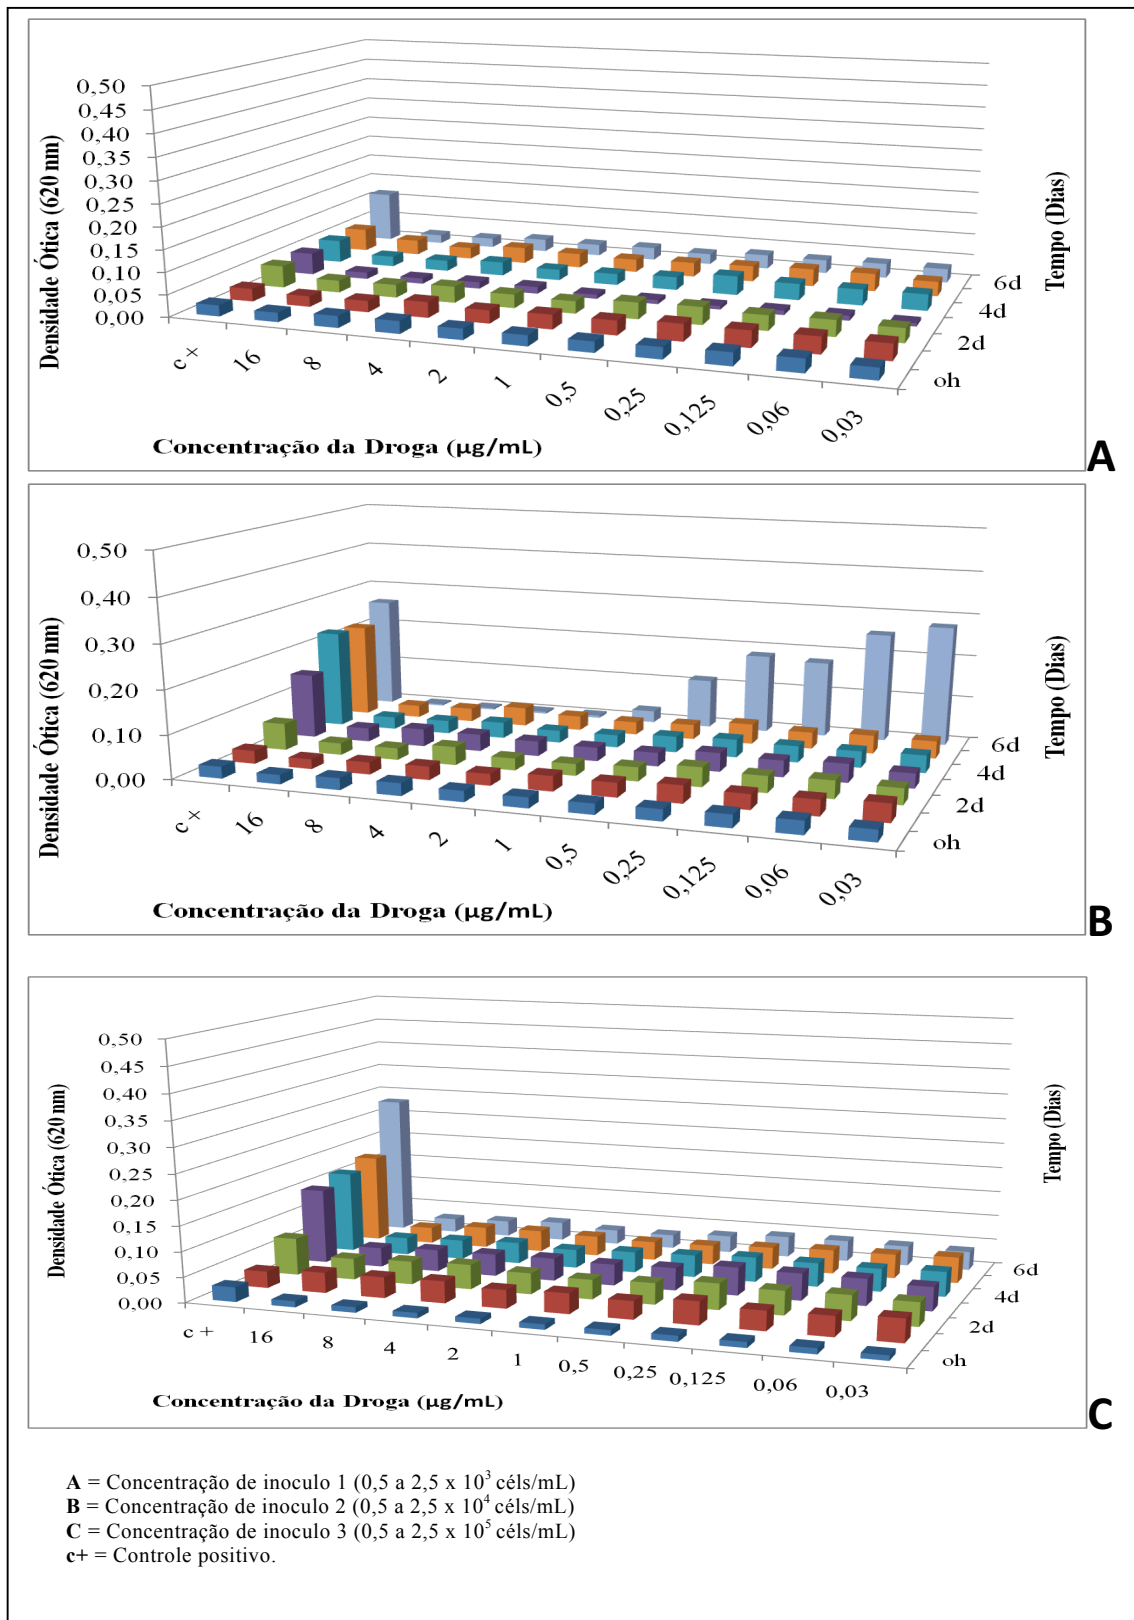 0,50
0,45
0,40
0,35
0,30
0,25
0,20
0,15
0,10
0,05
0,00
Densidade Ótica (620 nm)
c +
16
8
4
2
1
0,5
0,25
0,125
0,06
0,03
oh
2d
4d
6d
Tempo (Dias)
Concentração da Droga (µg/mL)
A
0,50
0,40
0,30
0,20
0,10
0,00
Densidade Ótica (620 nm)
c +
16
8
4
2
1
0,5
0,25
0,125
0,06
0,03
oh
2d
4d
6d
Tempo (Dias)
Concentração da Droga (µg/mL)
B
0,50
0,45
0,40
0,35
0,30
0,25
0,20
0,15
0,10
0,05
0,00
Densidade Ótica (620 nm)
c +
16
8
4
2
1
0,5
0,25
0,125
0,06
0,03
oh
2d
4d
6d
Tempo (Dias)
Concentração da Droga (µg/mL)
C
A = Concentração de inoculo 1 (0,5 a 2,5 x 10³ céls/mL)
B = Concentração de inoculo 2 (0,5 a 2,5 x 10⁴ céls/mL)
C = Concentração de inoculo 3 (0,5 a 2,5 x 10⁵ céls/mL)
c+ = Controle positivo.